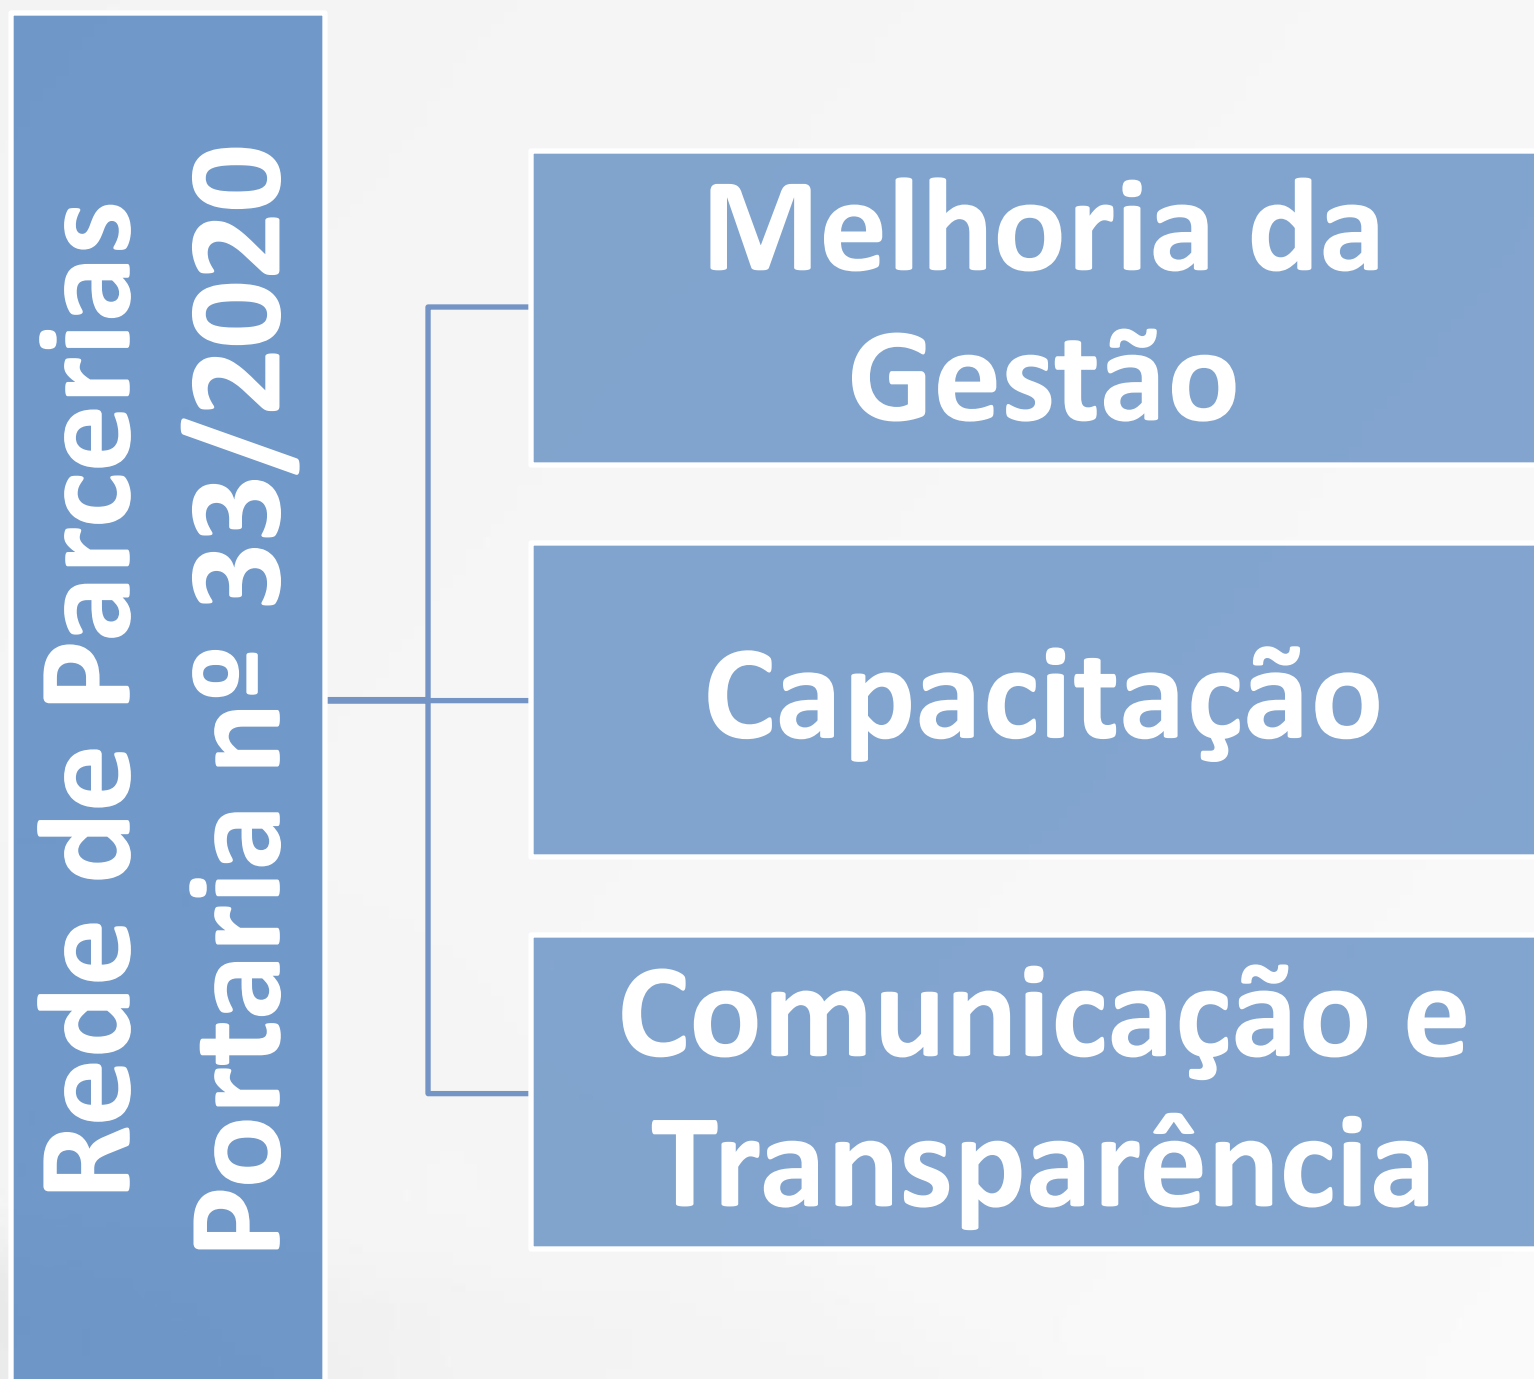 Rede de Parcerias
Portaria nº 33/2020
Melhoria da
Gestão
Capacitação
Comunicação e
Transparência